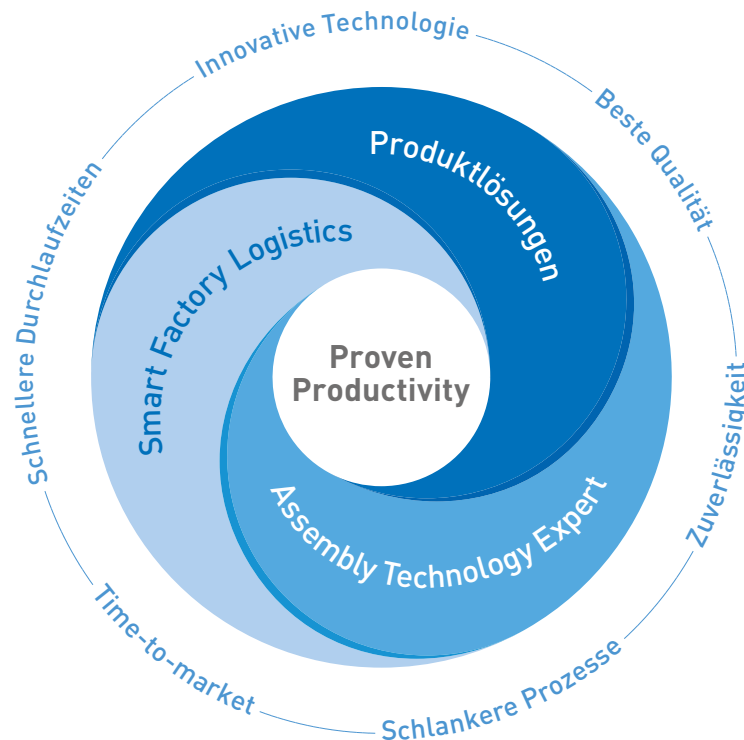 Innovative Technologie
Beste Qualität
Zuverlässigkeit
Schlankere Prozesse
Time-to-market
Schnellere Durchlaufzeiten
Produktlösungen
Assembly Technology Expert
Smart Factory Logistics
Proven
Productivity